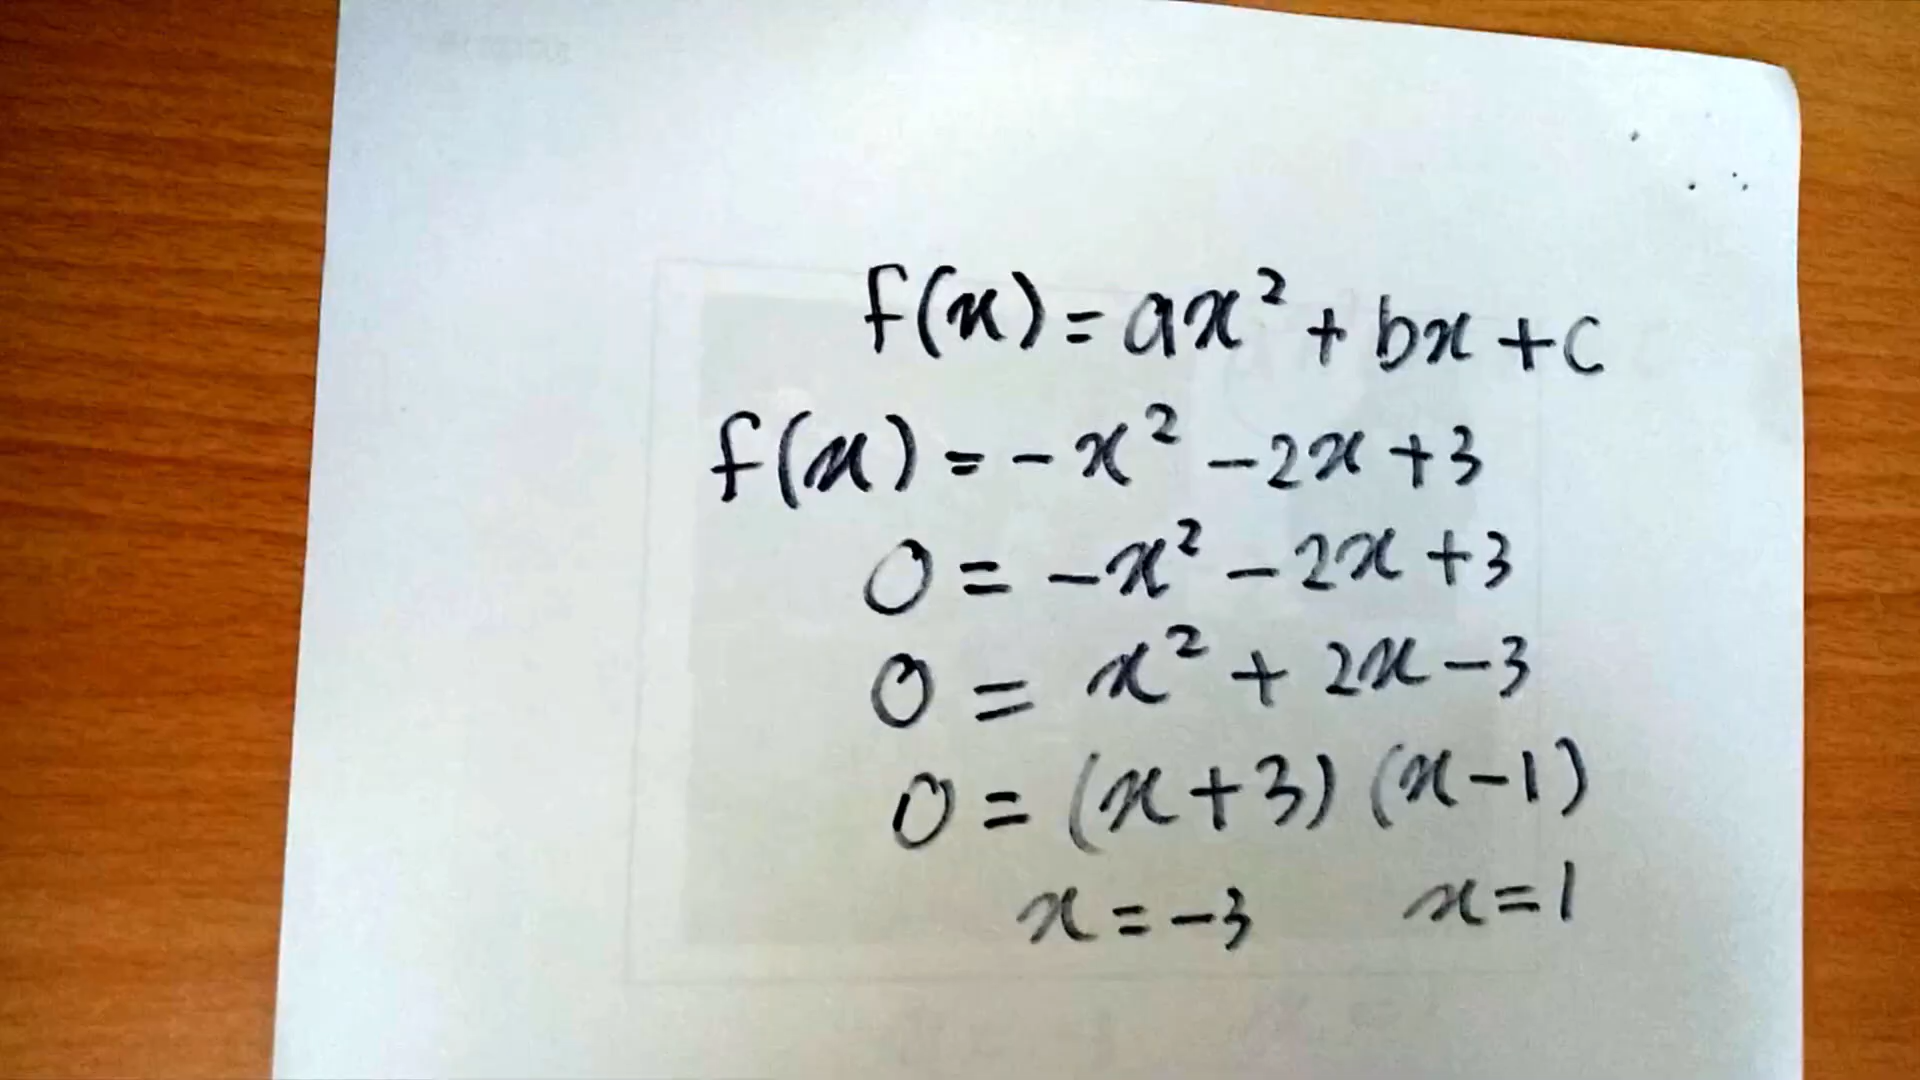 f(x) = ax² + bx + c
f(x) = -x² - 2x + 3
0 = -x² - 2x + 3
0 = x² + 2x - 3
0 = (x + 3) (x - 1)
x = -3 x = 1